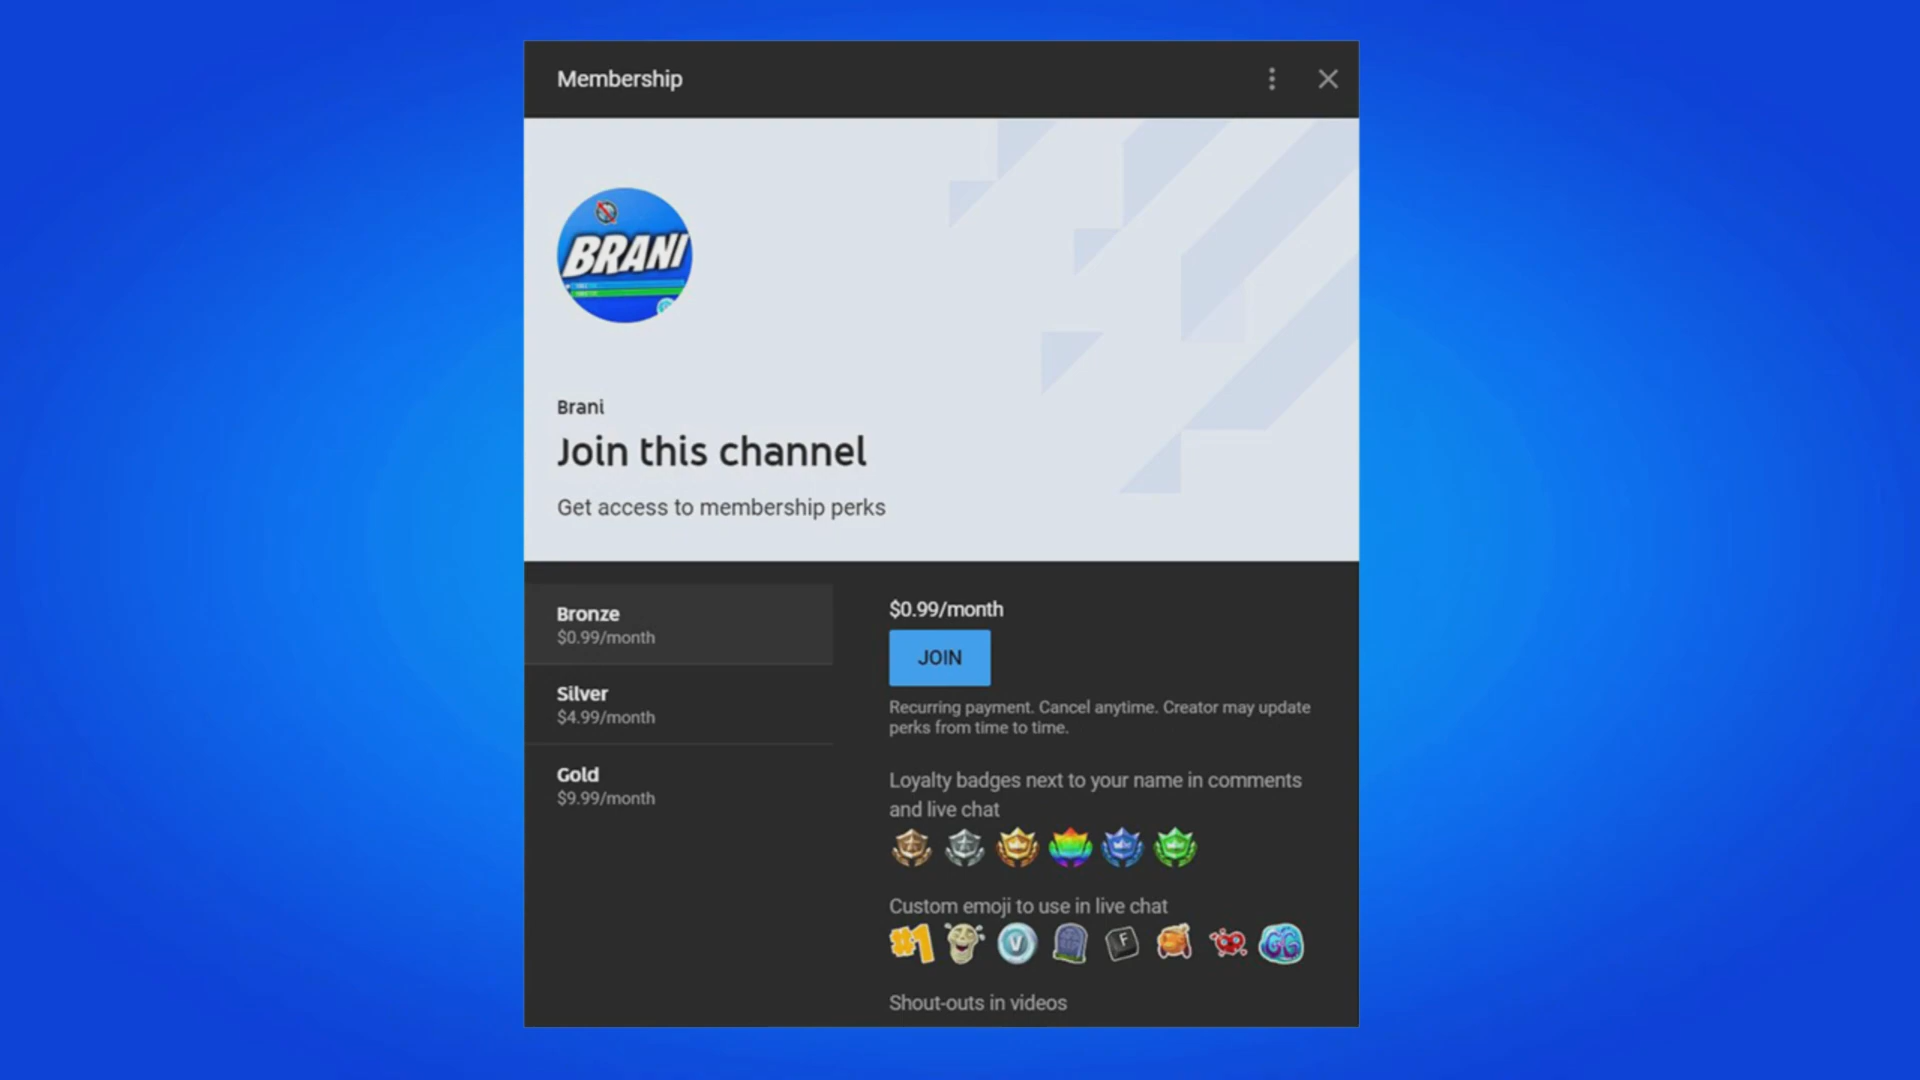 Membership
BRANI
Brani
Join this channel
Get access to membership perks
Bronze
$0.99/month
Silver
$4.99/month
Gold
$9.99/month
$0.99/month
JOIN
Recurring payment. Cancel anytime. Creator may update
perks from time to time.
Loyalty badges next to your name in comments
and live chat
Custom emoji to use in live chat
#1
V
F
GG
Shout-outs in videos